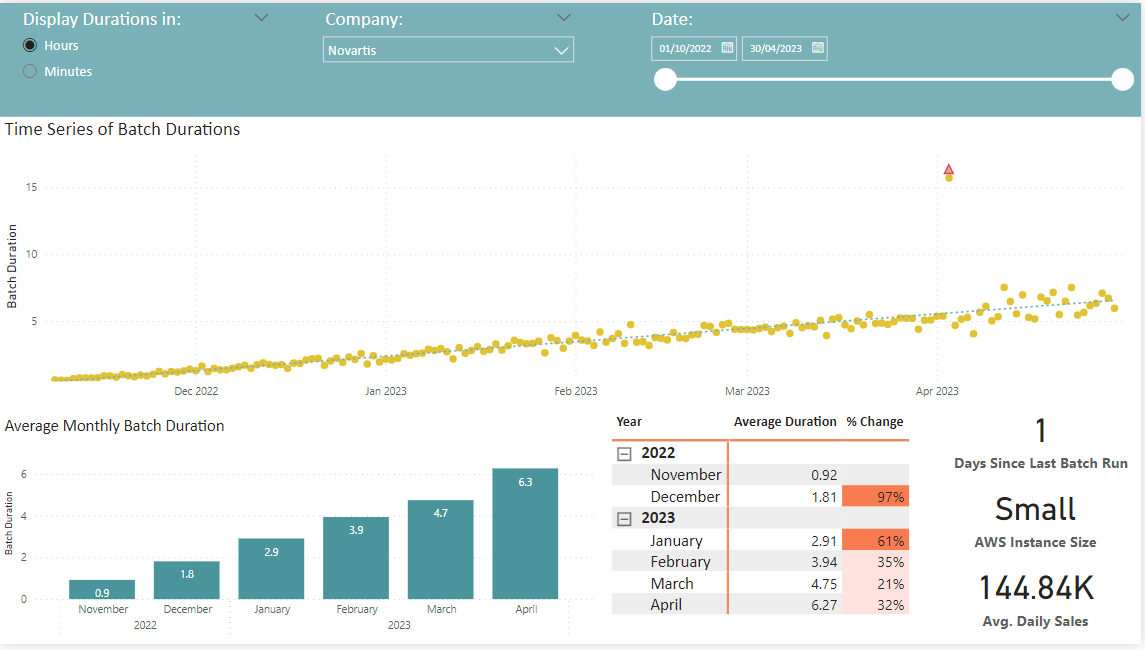 Display Durations in:
Hours
Minutes
Company:
Novartis
Date:
01/10/2022
30/04/2023
Time Series of Batch Durations
Batch Duration
15
10
5
Dec 2022
Jan 2023
Feb 2023
Mar 2023
Apr 2023
Average Monthly Batch Duration
Batch Duration
6
4
2
0
0.9
1.8
2.9
3.9
4.7
6.3
November
December
January
February
March
April
2022
2023
Year Average Duration % Change
2022
November 0.92
December 1.81 97%
2023
January 2.91 61%
February 3.94 35%
March 4.75 21%
April 6.27 32%
1
Days Since Last Batch Run
Small
AWS Instance Size
144.84K
Avg. Daily Sales